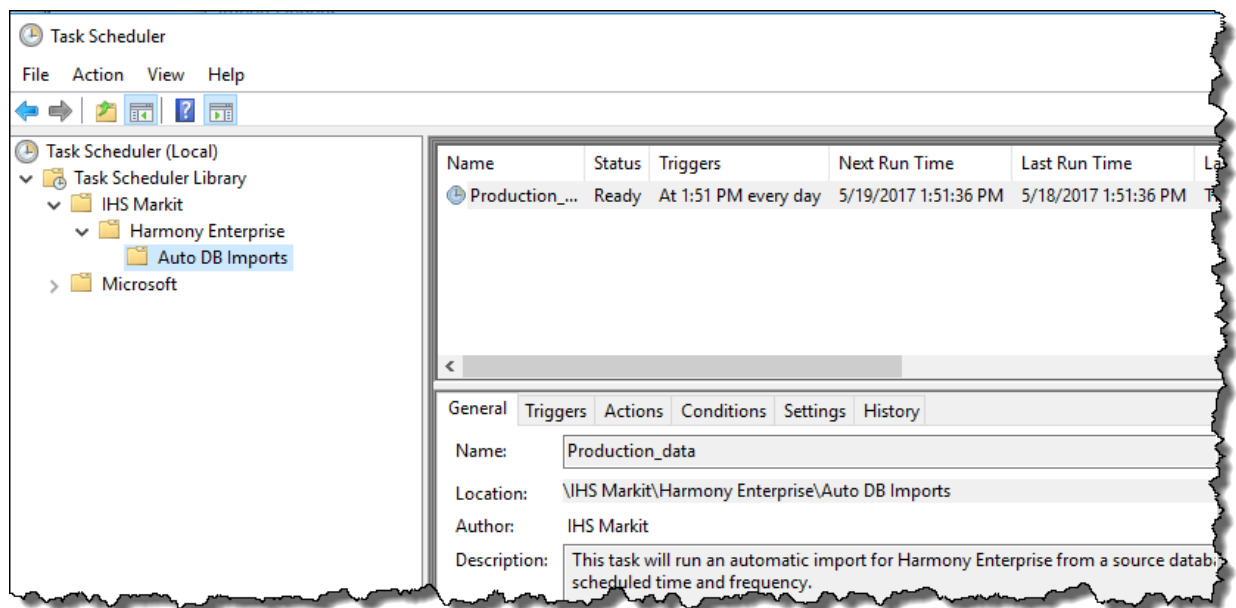 Task Scheduler
File Action View Help
Task Scheduler (Local)
Task Scheduler Library
IHS Markit
Harmony Enterprise
Auto DB Imports
Microsoft
Name Status Triggers Next Run Time Last Run Time
Production_... Ready At 1:51 PM every day 5/19/2017 1:51:36 PM 5/18/2017 1:51:36 PM
General Triggers Actions Conditions Settings History
Name: Production_data
Location: \IHS Markit\Harmony Enterprise\Auto DB Imports
Author: IHS Markit
Description: This task will run an automatic import for Harmony Enterprise from a source
scheduled time and frequency.